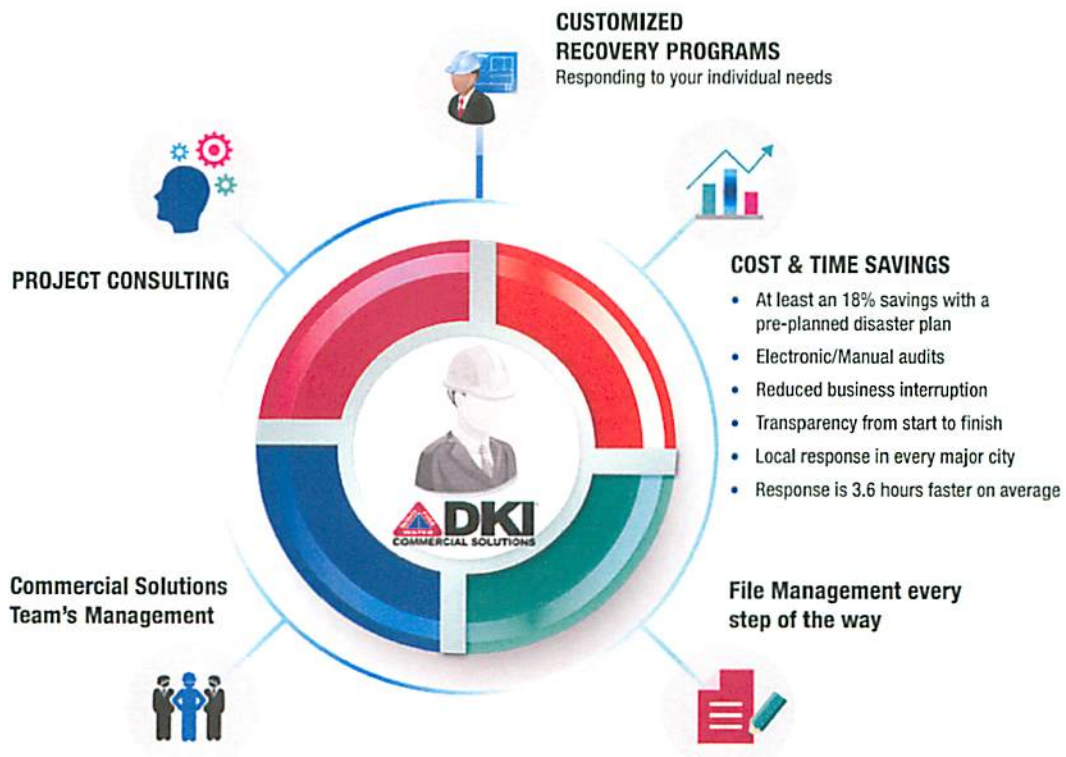 CUSTOMIZED
RECOVERY PROGRAMS
Responding to your individual needs
PROJECT CONSULTING
COST & TIME SAVINGS
• At least an 18% savings with a
pre-planned disaster plan
• Electronic/Manual audits
• Reduced business interruption
• Transparency from start to finish
• Local response in every major city
• Response is 3.6 hours faster on average
DKI
COMMERCIAL SOLUTIONS
Commercial Solutions
Team's Management
File Management every
step of the way